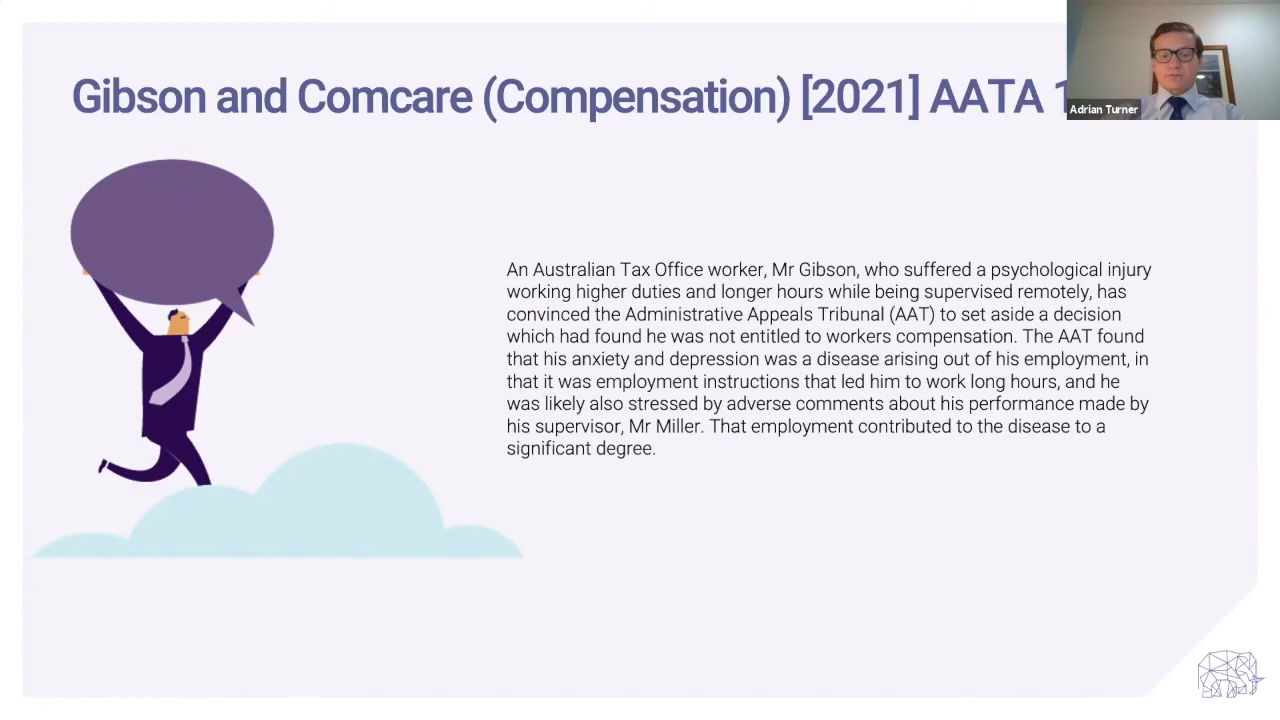 Gibson and Comcare (Compensation) [2021] AATA
Adrian Turner
An Australian Tax Office worker, Mr Gibson, who suffered a psychological injury
working higher duties and longer hours while being supervised remotely, has
convinced the Administrative Appeals Tribunal (AAT) to set aside a decision
which had found he was not entitled to workers compensation. The AAT found
that his anxiety and depression was a disease arising out of his employment, in
that it was employment instructions that led him to work long hours, and he
was likely also stressed by adverse comments about his performance made by
his supervisor, Mr Miller. That employment contributed to the disease to a
significant degree.